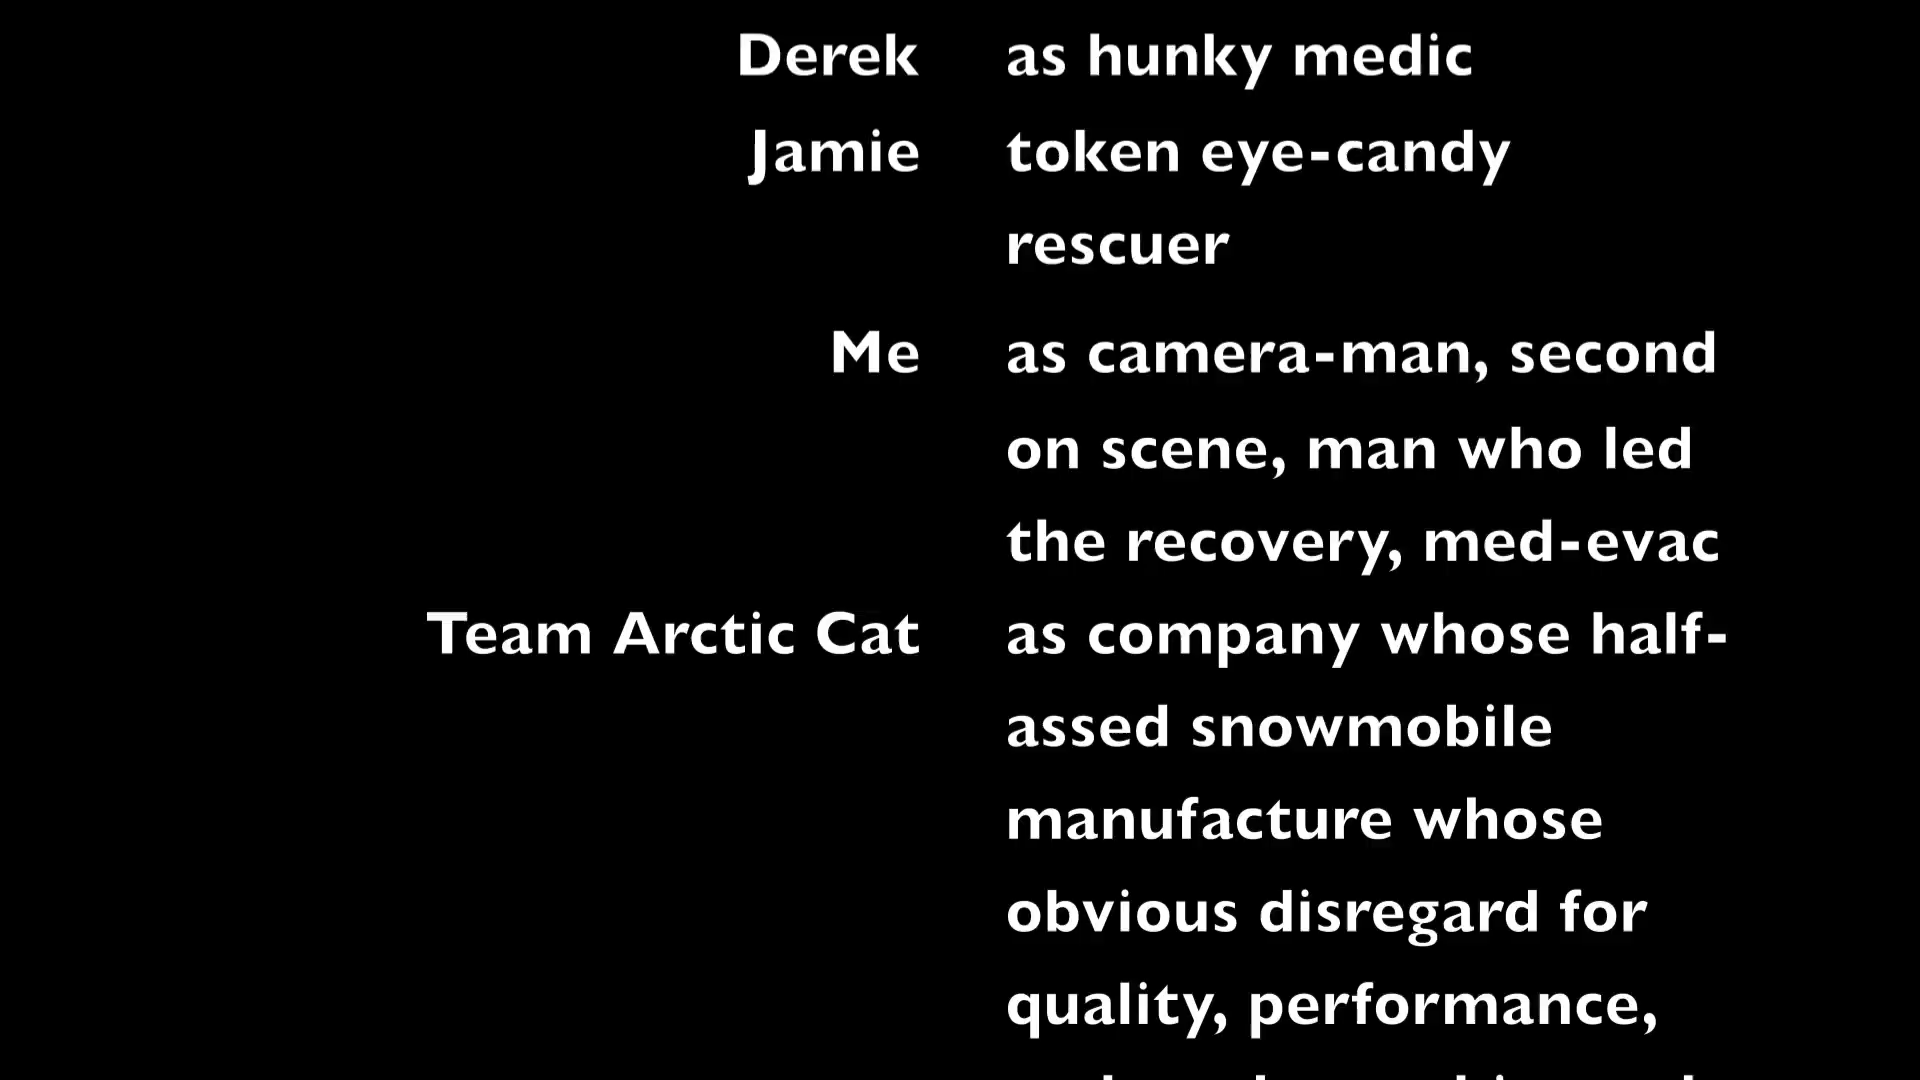 Derek as hunky medic
Jamie token eye-candy
rescuer
Me as camera-man, second
on scene, man who led
the recovery, med-evac
Team Arctic Cat as company whose half-
assed snowmobile
manufacture whose
obvious disregard for
quality, performance,